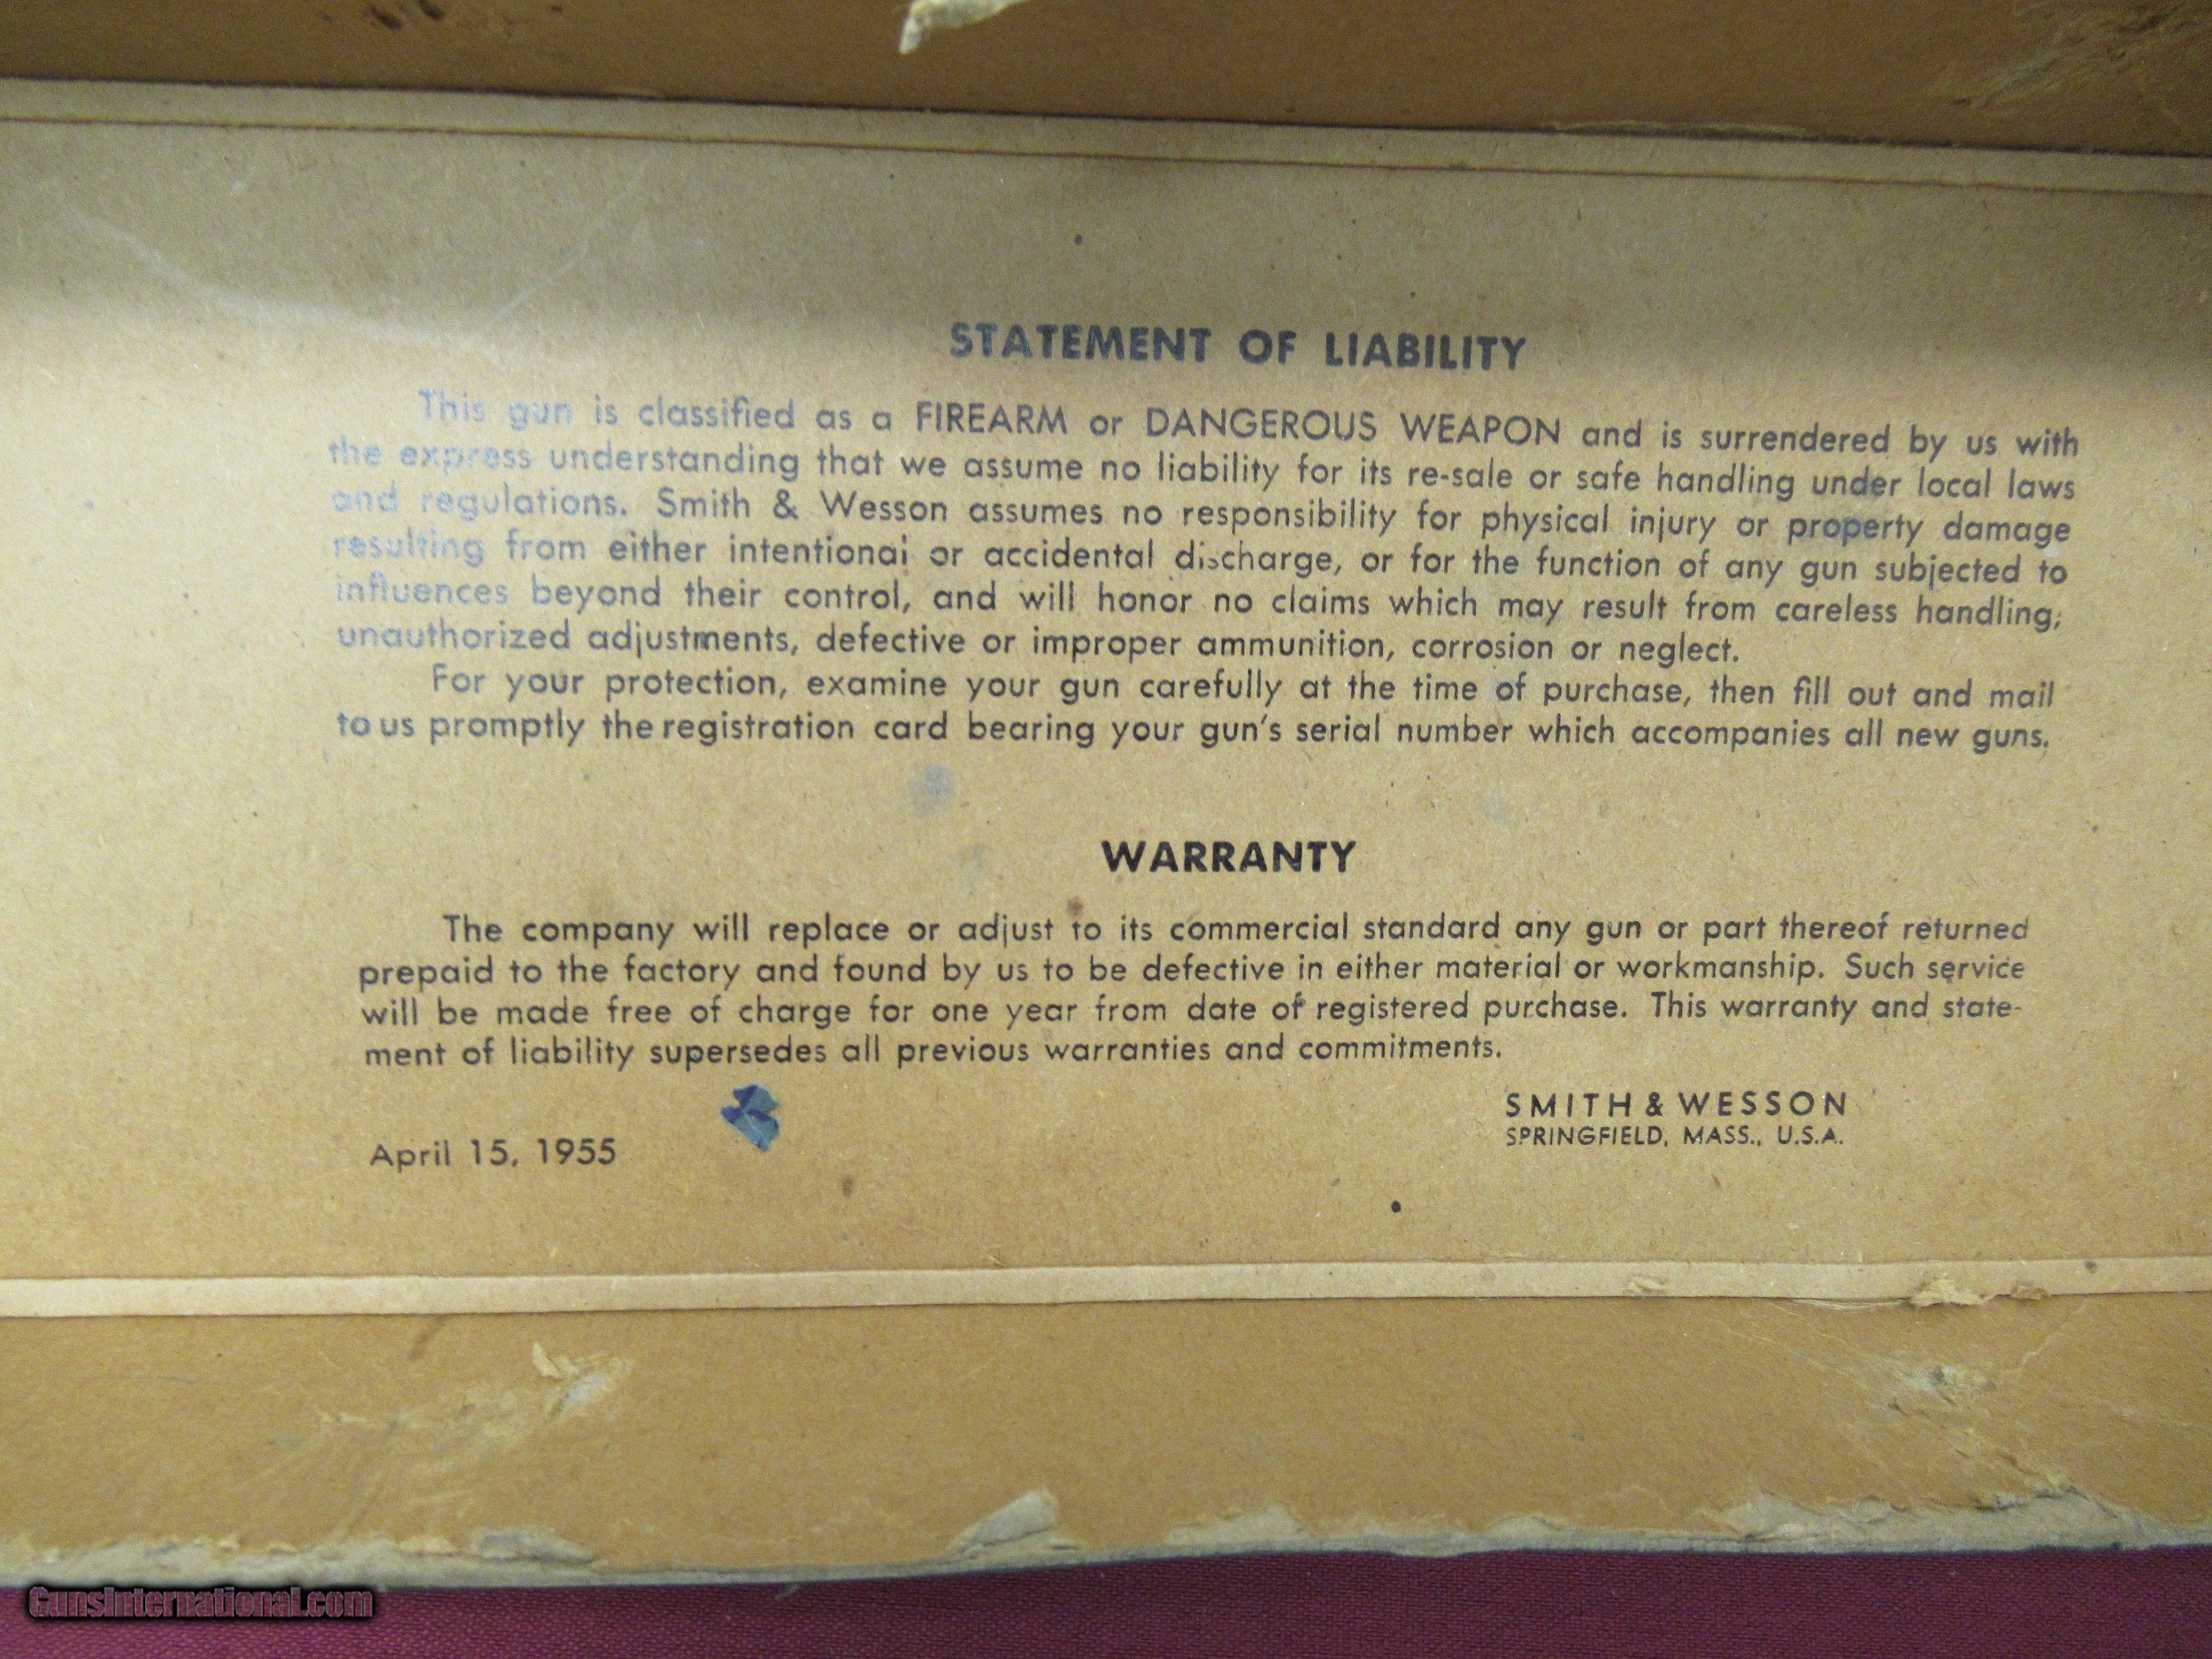 STATEMENT OF LIABILITY
This gun is classified as a FIREARM or DANGEROUS WEAPON and is surrendered by us with
the express understanding that we assume no liability for its re-sale or safe handling under local laws
and regulations. Smith & Wesson assumes no responsibility for physical injury or property damage
resulting from either intentional or accidental discharge, or for the function of any gun subjected to
influences beyond their control, and will honor no claims which may result from careless handling,
unauthorized adjustments, defective or improper ammunition, corrosion or neglect.
For your protection, examine your gun carefully at the time of purchase, then fill out and mail
to us promptly the registration card bearing your gun's serial number which accompanies all new guns.
WARRANTY
The company will replace or adjust to its commercial standard any gun or part thereof returned
prepaid to the factory and found by us to be defective in either material or workmanship. Such service
will be made free of charge for one year from date of registered purchase. This warranty and state-
ment of liability supersedes all previous warranties and commitments.
SMITH & WESSON
SPRINGFIELD, MASS., U.S.A.
April 15, 1955
GunsInternational.com